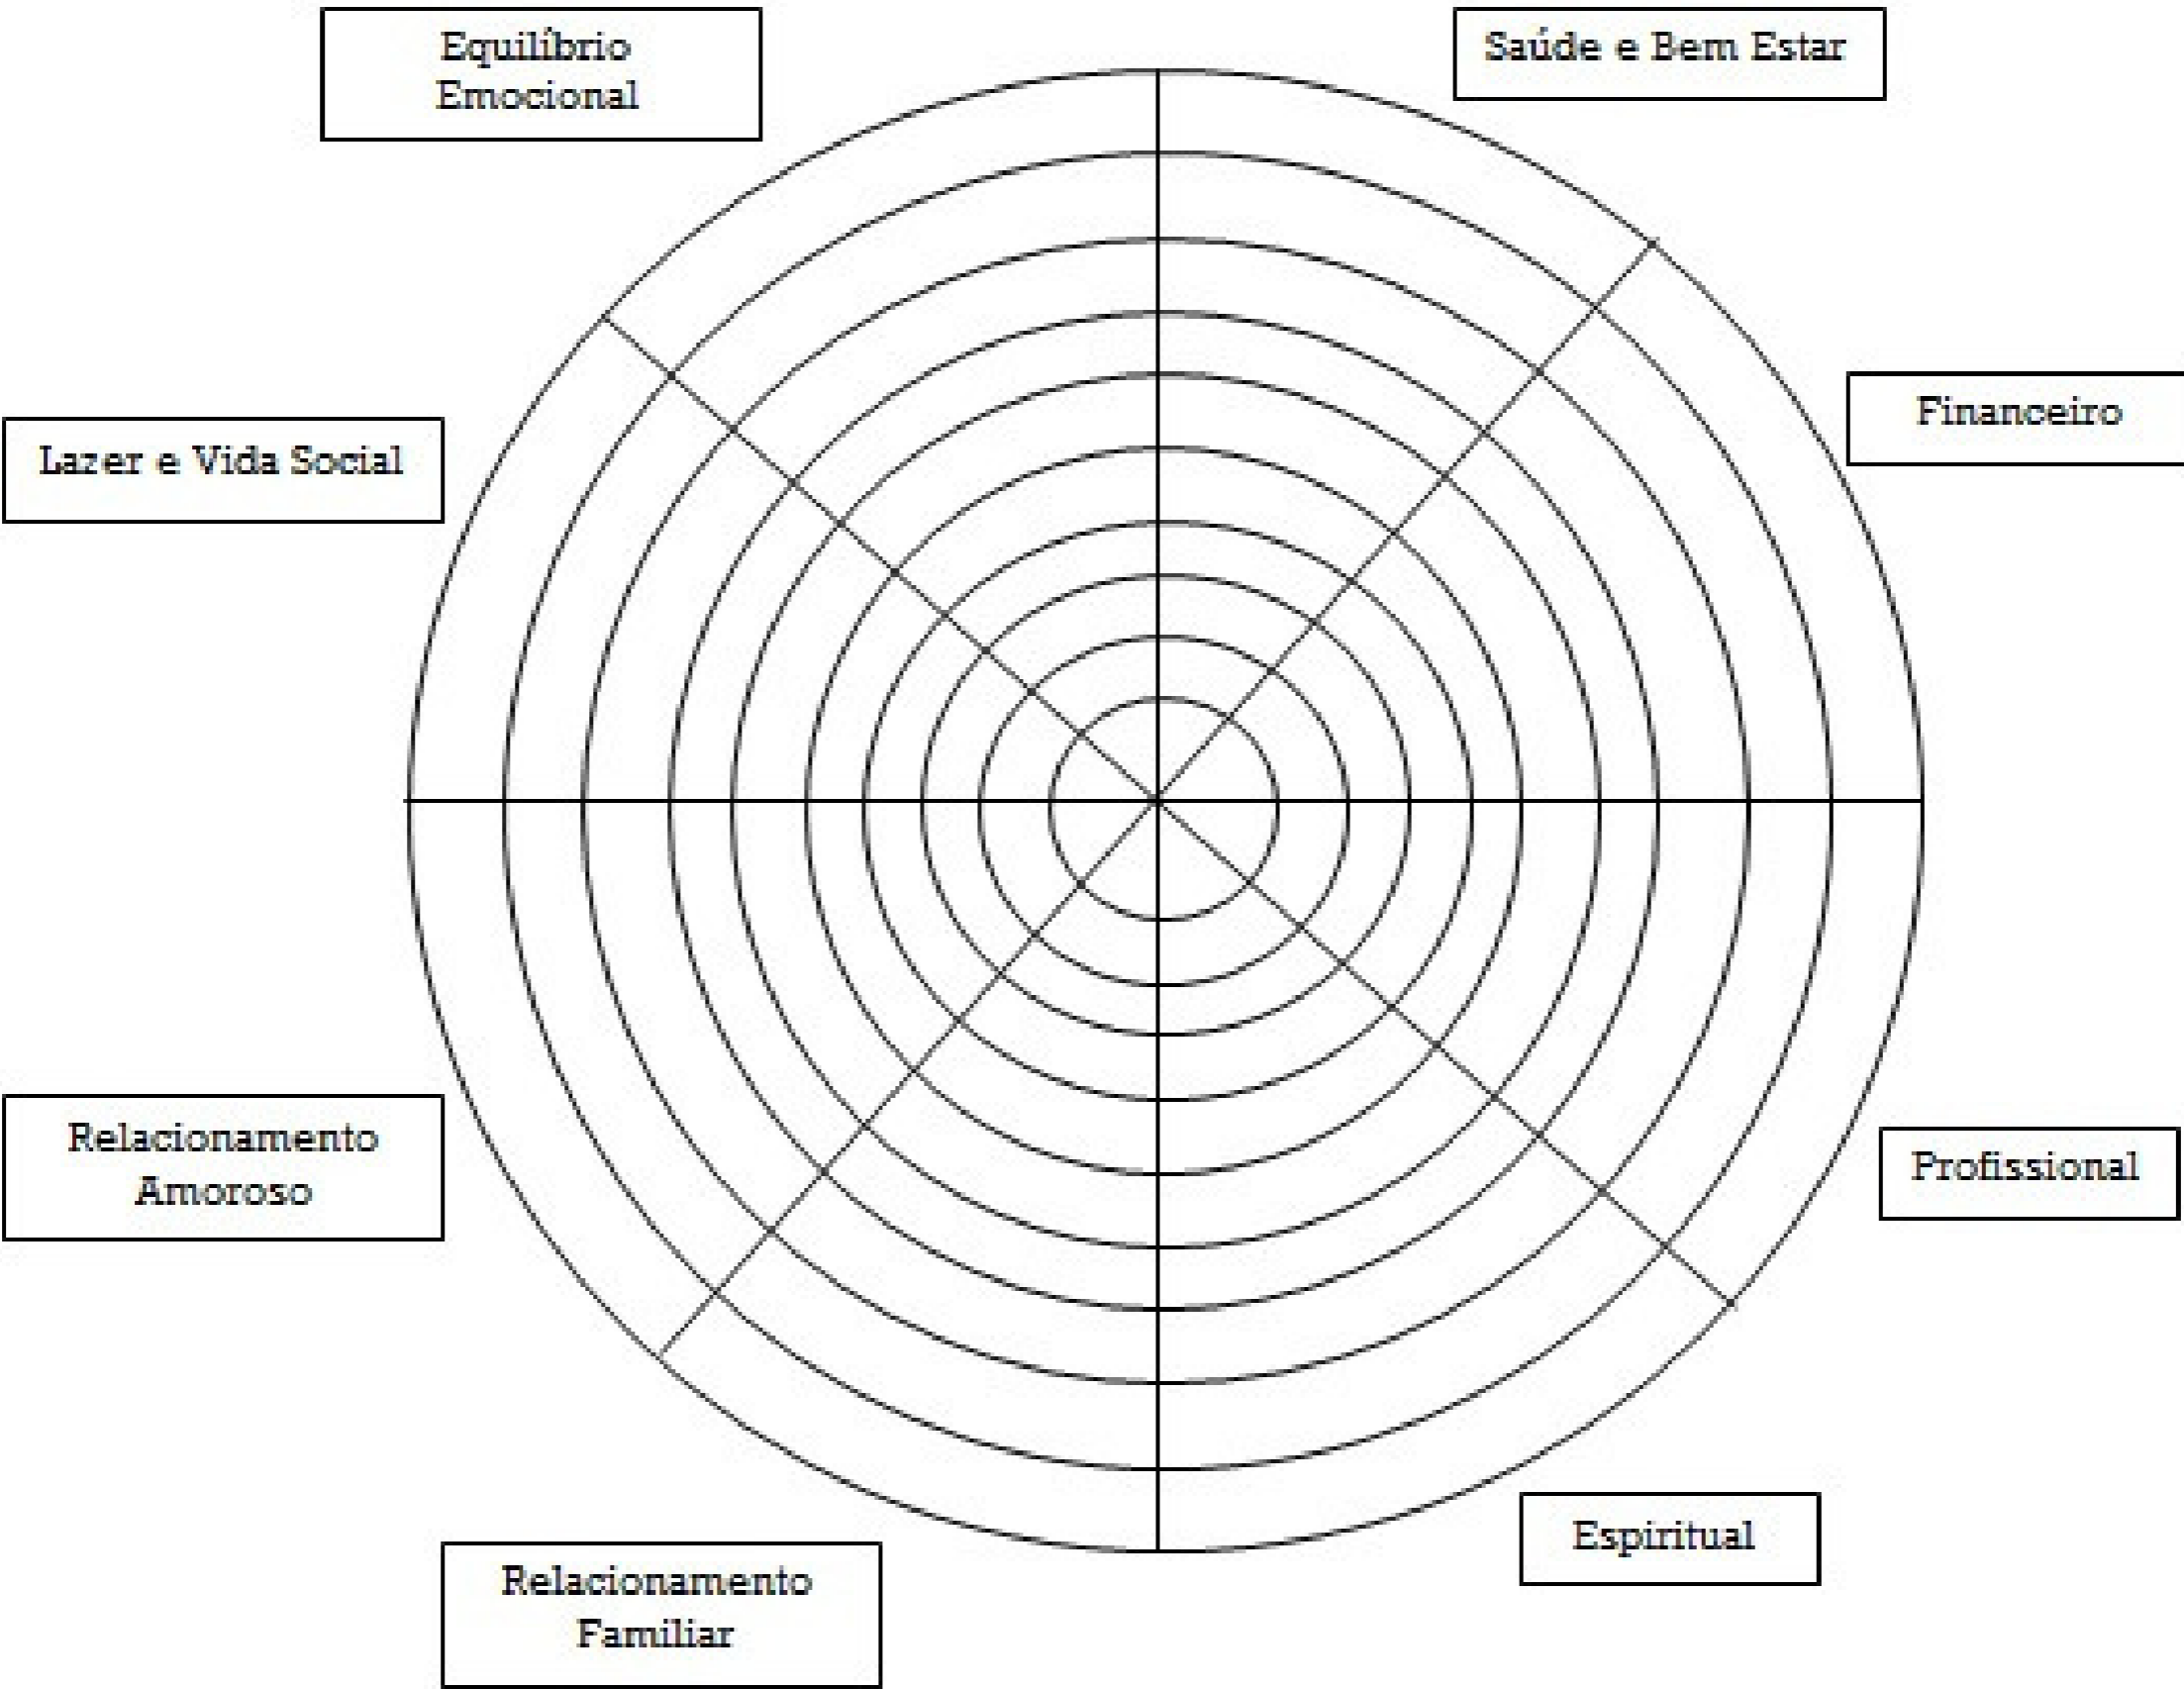 Equilíbrio
Emocional
Saúde e Bem Estar
Financeiro
Lazer e Vida Social
Relacionamento
Amoroso
Profissional
Espiritual
Relacionamento
Familiar